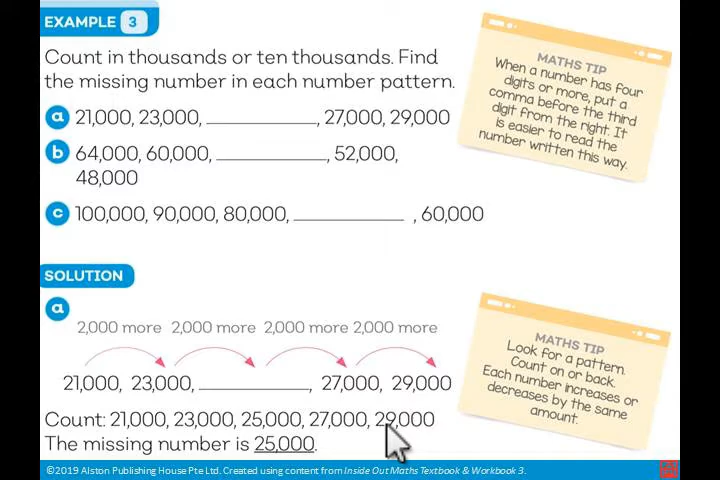 EXAMPLE 3
Count in thousands or ten thousands. Find
the missing number in each number pattern.
a 21,000, 23,000, ____________, 27,000, 29,000
b 64,000, 60,000, ____________, 52,000,
48,000
c 100,000, 90,000, 80,000, ____________ , 60,000
MATHS TIP
When a number has four
digits or more, put a
comma before the third
digit from the right. It
is easier to read the
number written this way.
SOLUTION
a
2,000 more 2,000 more 2,000 more 2,000 more
21,000, 23,000, ____________ , 27,000, 29,000
Count: 21,000, 23,000, 25,000, 27,000, 29,000
The missing number is 25,000.
MATHS TIP
Look for a pattern.
Count on or back.
Each number increases or
decreases by the same
amount.
©2019 Alston Publishing House Pte Ltd. Created using content from Inside Out Maths Textbook & Workbook 3.